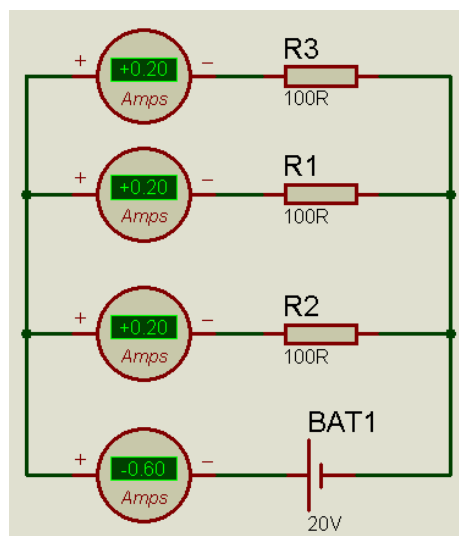 R3
+ +0.20 −
Amps
100R
R1
+ +0.20 −
Amps
100R
R2
+ +0.20 −
Amps
100R
BAT1
+ -0.60 −
Amps
20V